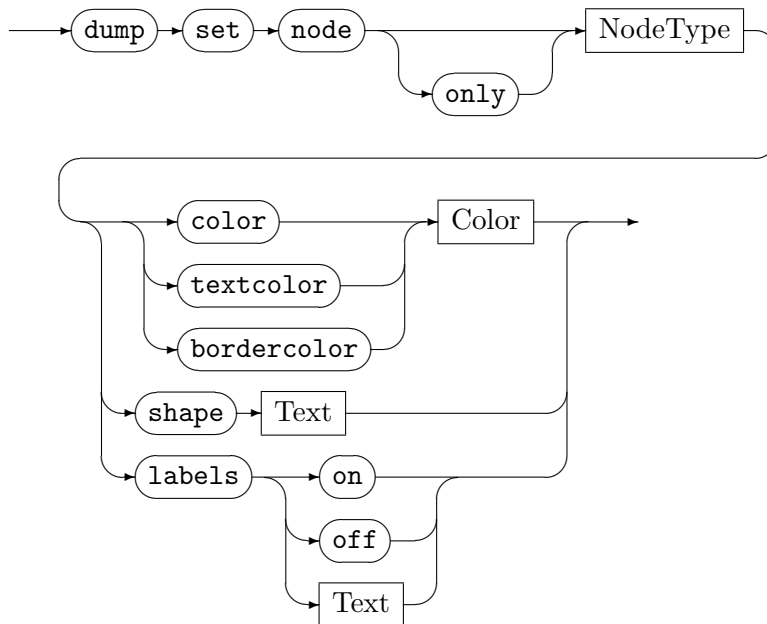 dump set node NodeType
only
color Color
textcolor
bordercolor
shape Text
labels on
off
Text